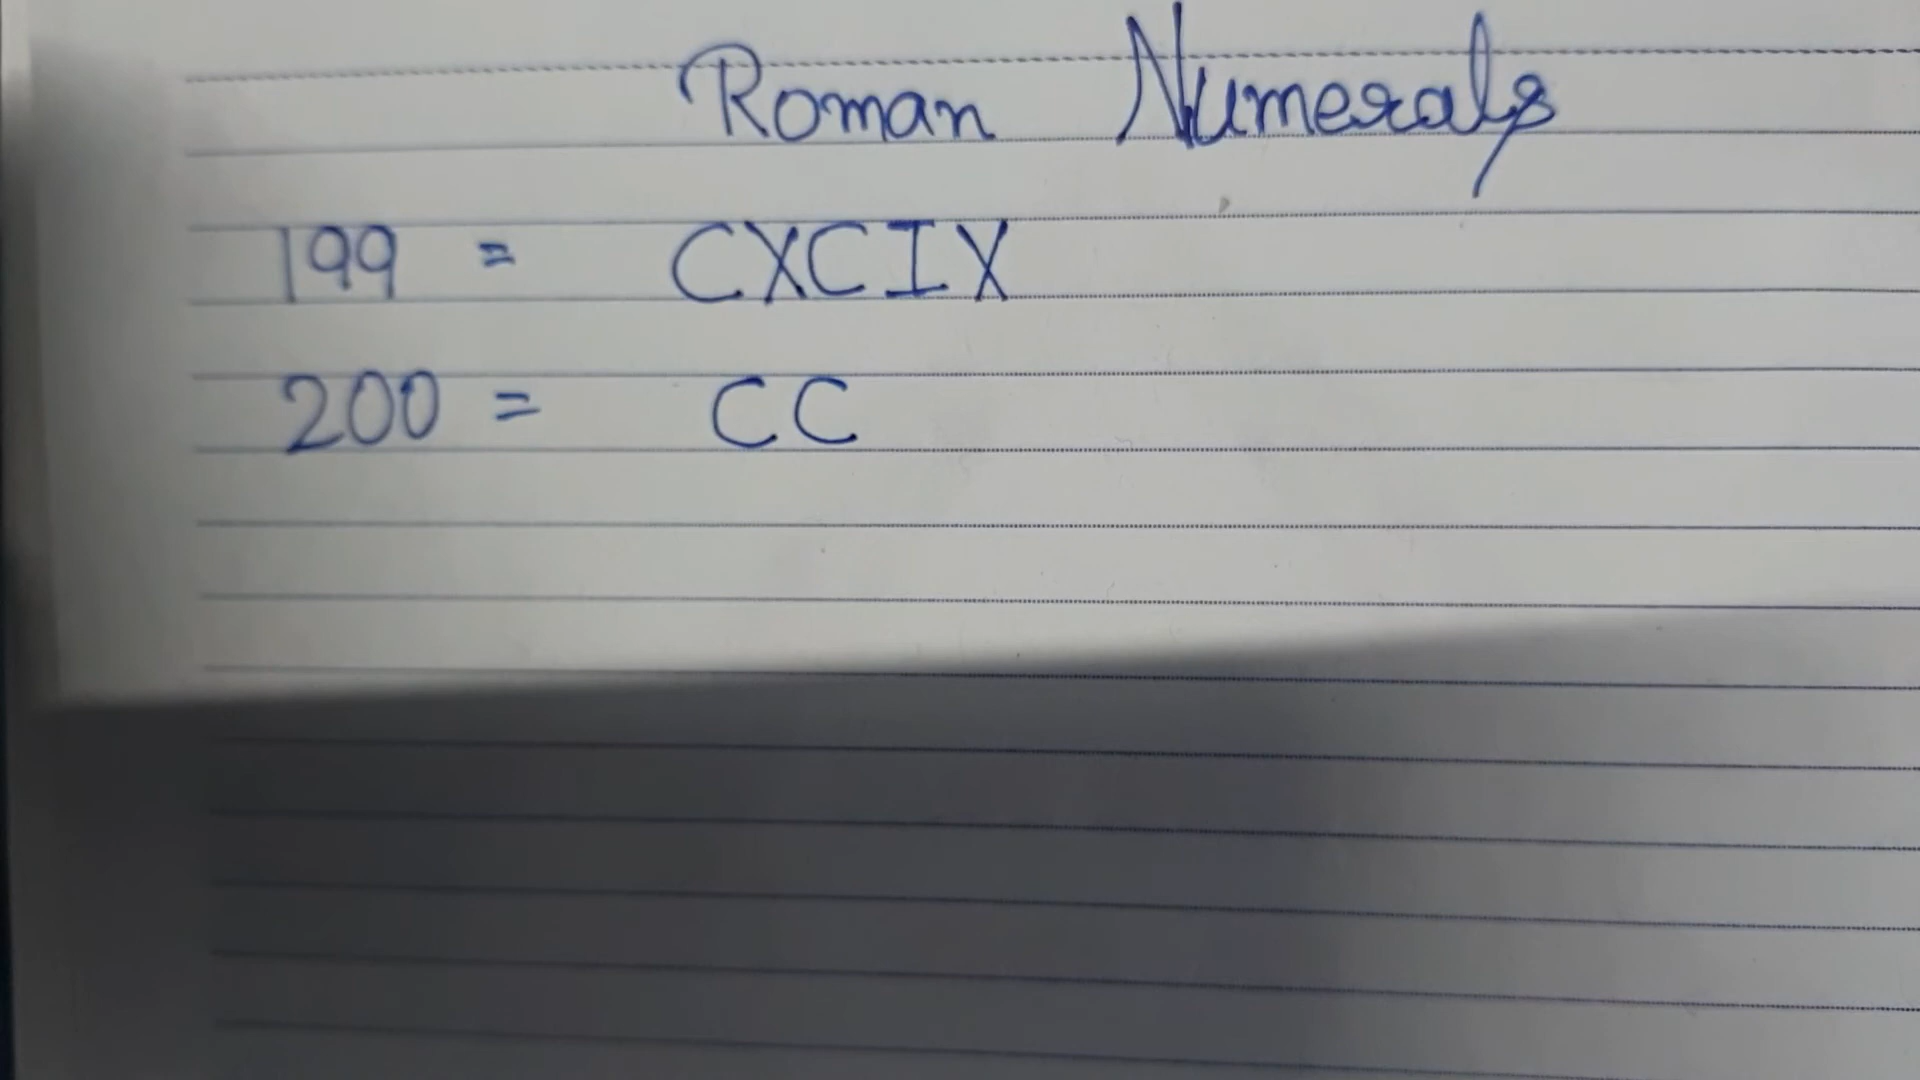 Roman Numerals
199 = CXCIX
200 = CC